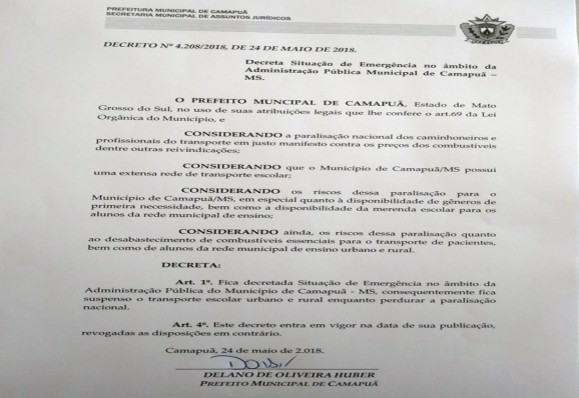 PREFEITURA MUNICIPAL DE CAMAPUÃ
SECRETARIA MUNICIPAL DE ASSUNTOS JURÍDICOS
DECRETO Nº 4.208/2018, DE 24 DE MAIO DE 2018.
Decreta Situação de Emergência no âmbito da
Administração Pública Municipal de Camapuã –
MS.
O PREFEITO MUNCIPAL DE CAMAPUÃ, Estado de Mato
Grosso do Sul, no uso de suas atribuições legais que lhe confere o art.69 da Lei
Orgânica do Município, e
CONSIDERANDO a paralisação nacional dos caminhoneiros e
profissionais do transporte em justo manifesto contra os preços dos combustíveis
dentre outras reivindicações;
CONSIDERANDO que o Município de Camapuã/MS possui
uma extensa rede de transporte escolar;
CONSIDERANDO os riscos dessa paralisação para o
Município de Camapuã/MS, em especial quanto à disponibilidade de gêneros de
primeira necessidade, bem como a disponibilidade da merenda escolar para os
alunos da rede municipal de ensino;
CONSIDERANDO ainda, os riscos dessa paralisação quanto
ao desabastecimento de combustíveis essenciais para o transporte de pacientes,
bem como de alunos da rede municipal de ensino urbano e rural.
DECRETA:
Art. 1º. Fica decretada Situação de Emergência no âmbito da
Administração Pública do Município de Camapuã - MS, consequentemente fica
suspenso o transporte escolar urbano e rural enquanto perdurar a paralisação
nacional.
Art. 4º. Este decreto entra em vigor na data de sua publicação,
revogadas as disposições em contrário.
Camapuã, 24 de maio de 2.018.
DELANO DE OLIVEIRA HUBER
PREFEITO MUNICIPAL DE CAMAPUÃ